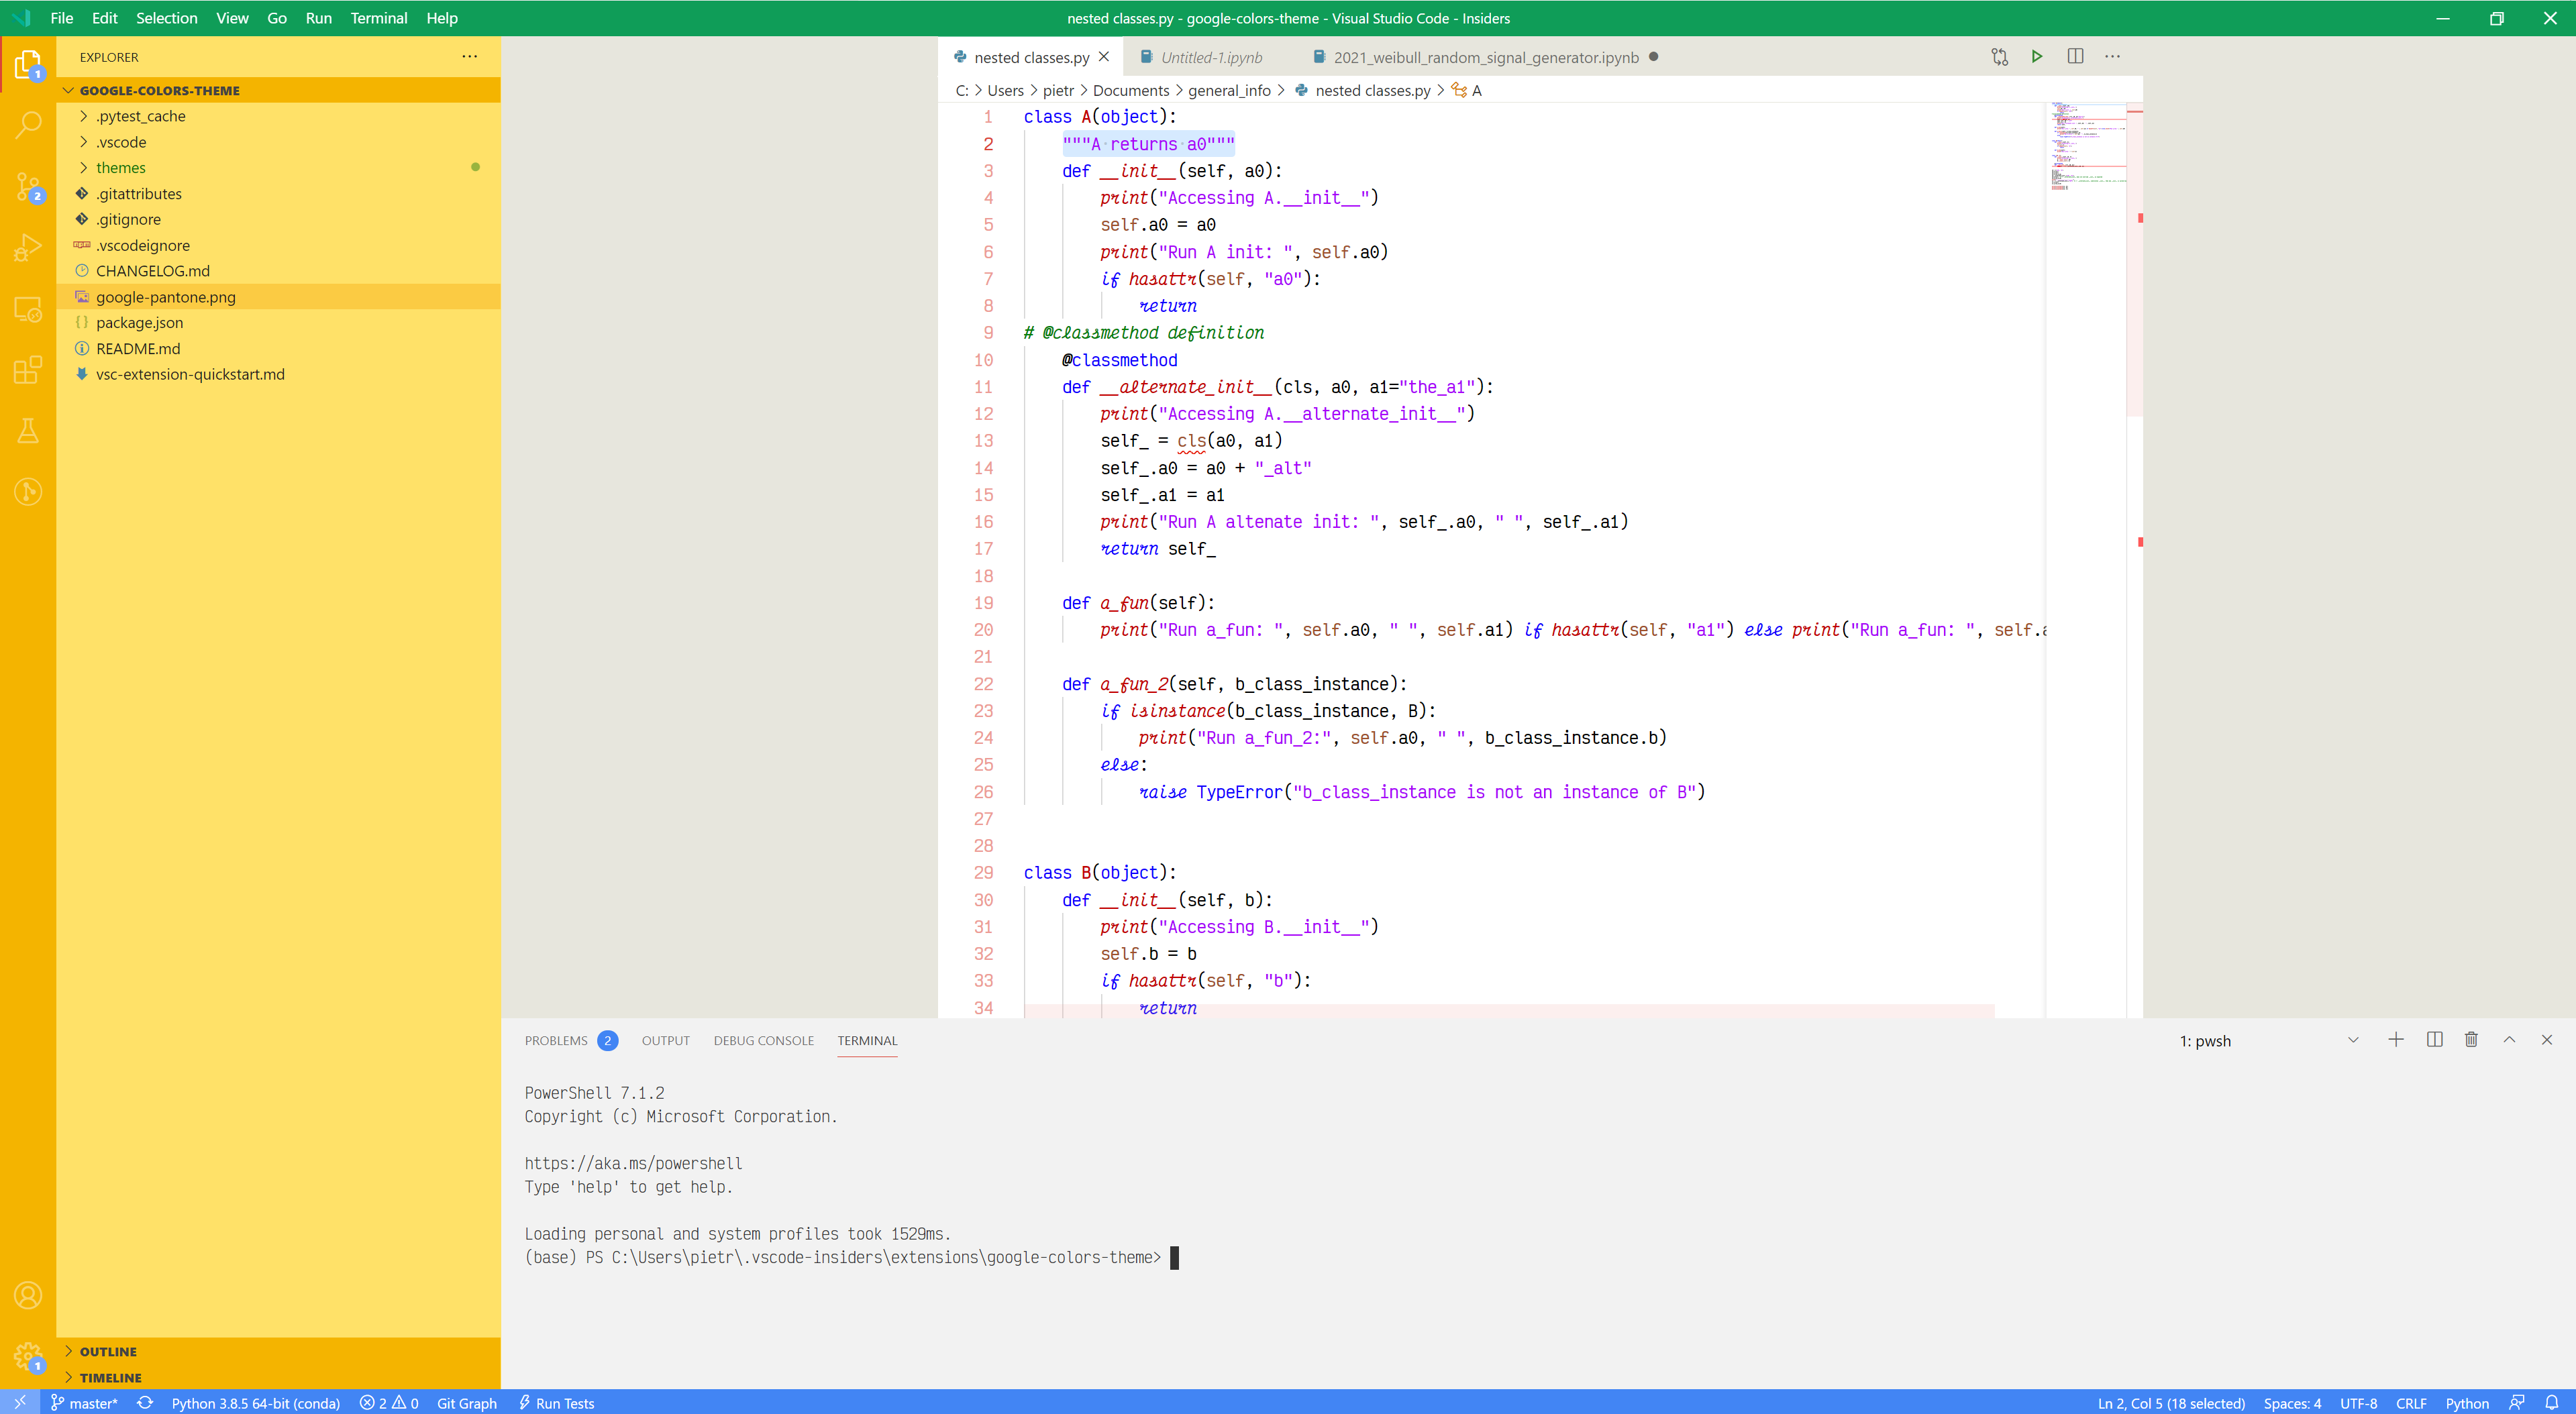 File Edit Selection View Go Run Terminal Help
nested classes.py - google-colors-theme - Visual Studio Code - Insiders
EXPLORER
GOOGLE-COLORS-THEME
.pytest_cache
.vscode
themes
.gitattributes
.gitignore
.vscodeignore
CHANGELOG.md
google-pantone.png
package.json
README.md
vsc-extension-quickstart.md
OUTLINE
TIMELINE
1
2
1
nested classes.py Untitled-1.ipynb 2021_weibull_random_signal_generator.ipynb
C: > Users > pietr > Documents > general_info > nested classes.py > A
1 class A(object):
2 """A returns a0"""
3 def __init__(self, a0):
4 print("Accessing A.__init__")
5 self.a0 = a0
6 print("Run A init: ", self.a0)
7 if hasattr(self, "a0"):
8 return
9 # @classmethod definition
10 @classmethod
11 def __alternate_init__(cls, a0, a1="the_a1"):
12 print("Accessing A.__alternate_init__")
13 self_ = cls(a0, a1)
14 self_.a0 = a0 + "_alt"
15 self_.a1 = a1
16 print("Run A altenate init: ", self_.a0, " ", self_.a1)
17 return self_
18
19 def a_fun(self):
20 print("Run a_fun: ", self.a0, " ", self.a1) if hasattr(self, "a1") else print("Run a_fun: ", self.a
21
22 def a_fun_2(self, b_class_instance):
23 if isinstance(b_class_instance, B):
24 print("Run a_fun_2:", self.a0, " ", b_class_instance.b)
25 else:
26 raise TypeError("b_class_instance is not an instance of B")
27
28
29 class B(object):
30 def __init__(self, b):
31 print("Accessing B.__init__")
32 self.b = b
33 if hasattr(self, "b"):
34 return
PROBLEMS 2 OUTPUT DEBUG CONSOLE TERMINAL 1: pwsh
PowerShell 7.1.2
Copyright (c) Microsoft Corporation.
https://aka.ms/powershell
Type 'help' to get help.
Loading personal and system profiles took 1529ms.
(base) PS C:\Users\pietr\.vscode-insiders\extensions\google-colors-theme>
master* Python 3.8.5 64-bit (conda) 2 0 Git Graph Run Tests Ln 2, Col 5 (18 selected) Spaces: 4 UTF-8 CRLF Python